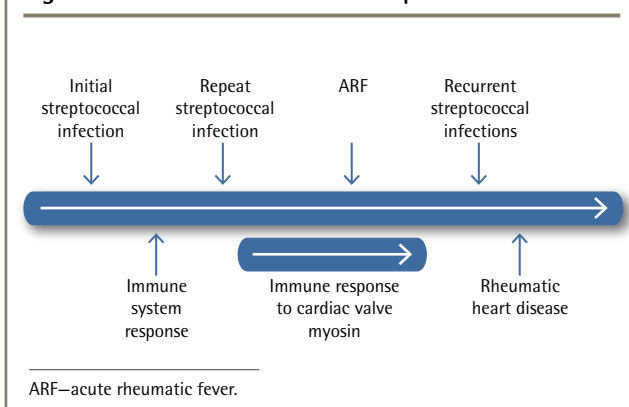 Initial
streptococcal
infection
Repeat
streptococcal
infection
ARF
Recurrent
streptococcal
infections
Immune
system
response
Immune response
to cardiac valve
myosin
Rheumatic
heart disease
ARF—acute rheumatic fever.